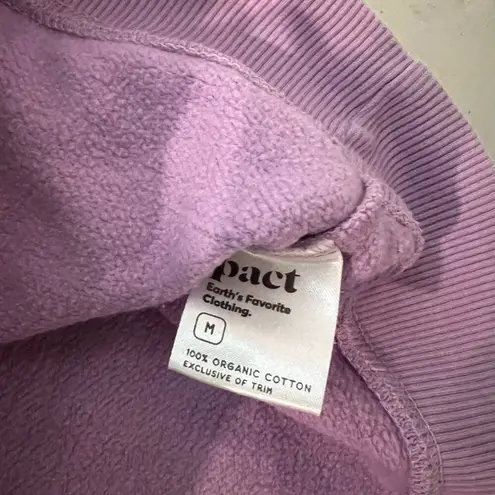 pact
Earth's Favorite
Clothing.
M
100% ORGANIC COTTON
EXCLUSIVE OF TRIM